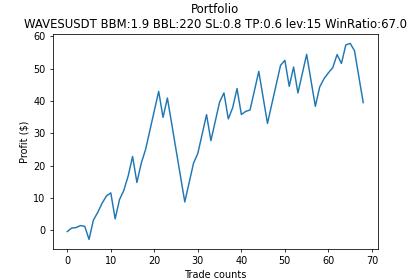 Portfolio
WAVESUSDT BBM:1.9 BBL:220 SL:0.8 TP:0.6 lev:15 WinRatio:67.0
60
50
40
30
20
10
0
Profit ($)
0 10 20 30 40 50 60 70
Trade counts